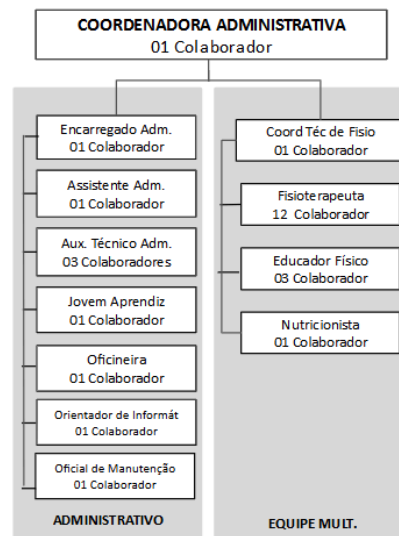 COORDENADORA ADMINISTRATIVA
01 Colaborador
Encarregado Adm.
01 Colaborador
Assistente Adm.
01 Colaborador
Aux. Técnico Adm.
03 Colaboradores
Jovem Aprendiz
01 Colaborador
Oficineira
01 Colaborador
Orientador de Informát
01 Colaborador
Oficial de Manutenção
01 Colaborador
ADMINISTRATIVO
Coord Téc de Fisio
01 Colaborador
Fisioterapeuta
12 Colaborador
Educador Físico
03 Colaborador
Nutricionista
01 Colaborador
EQUIPE MULT.